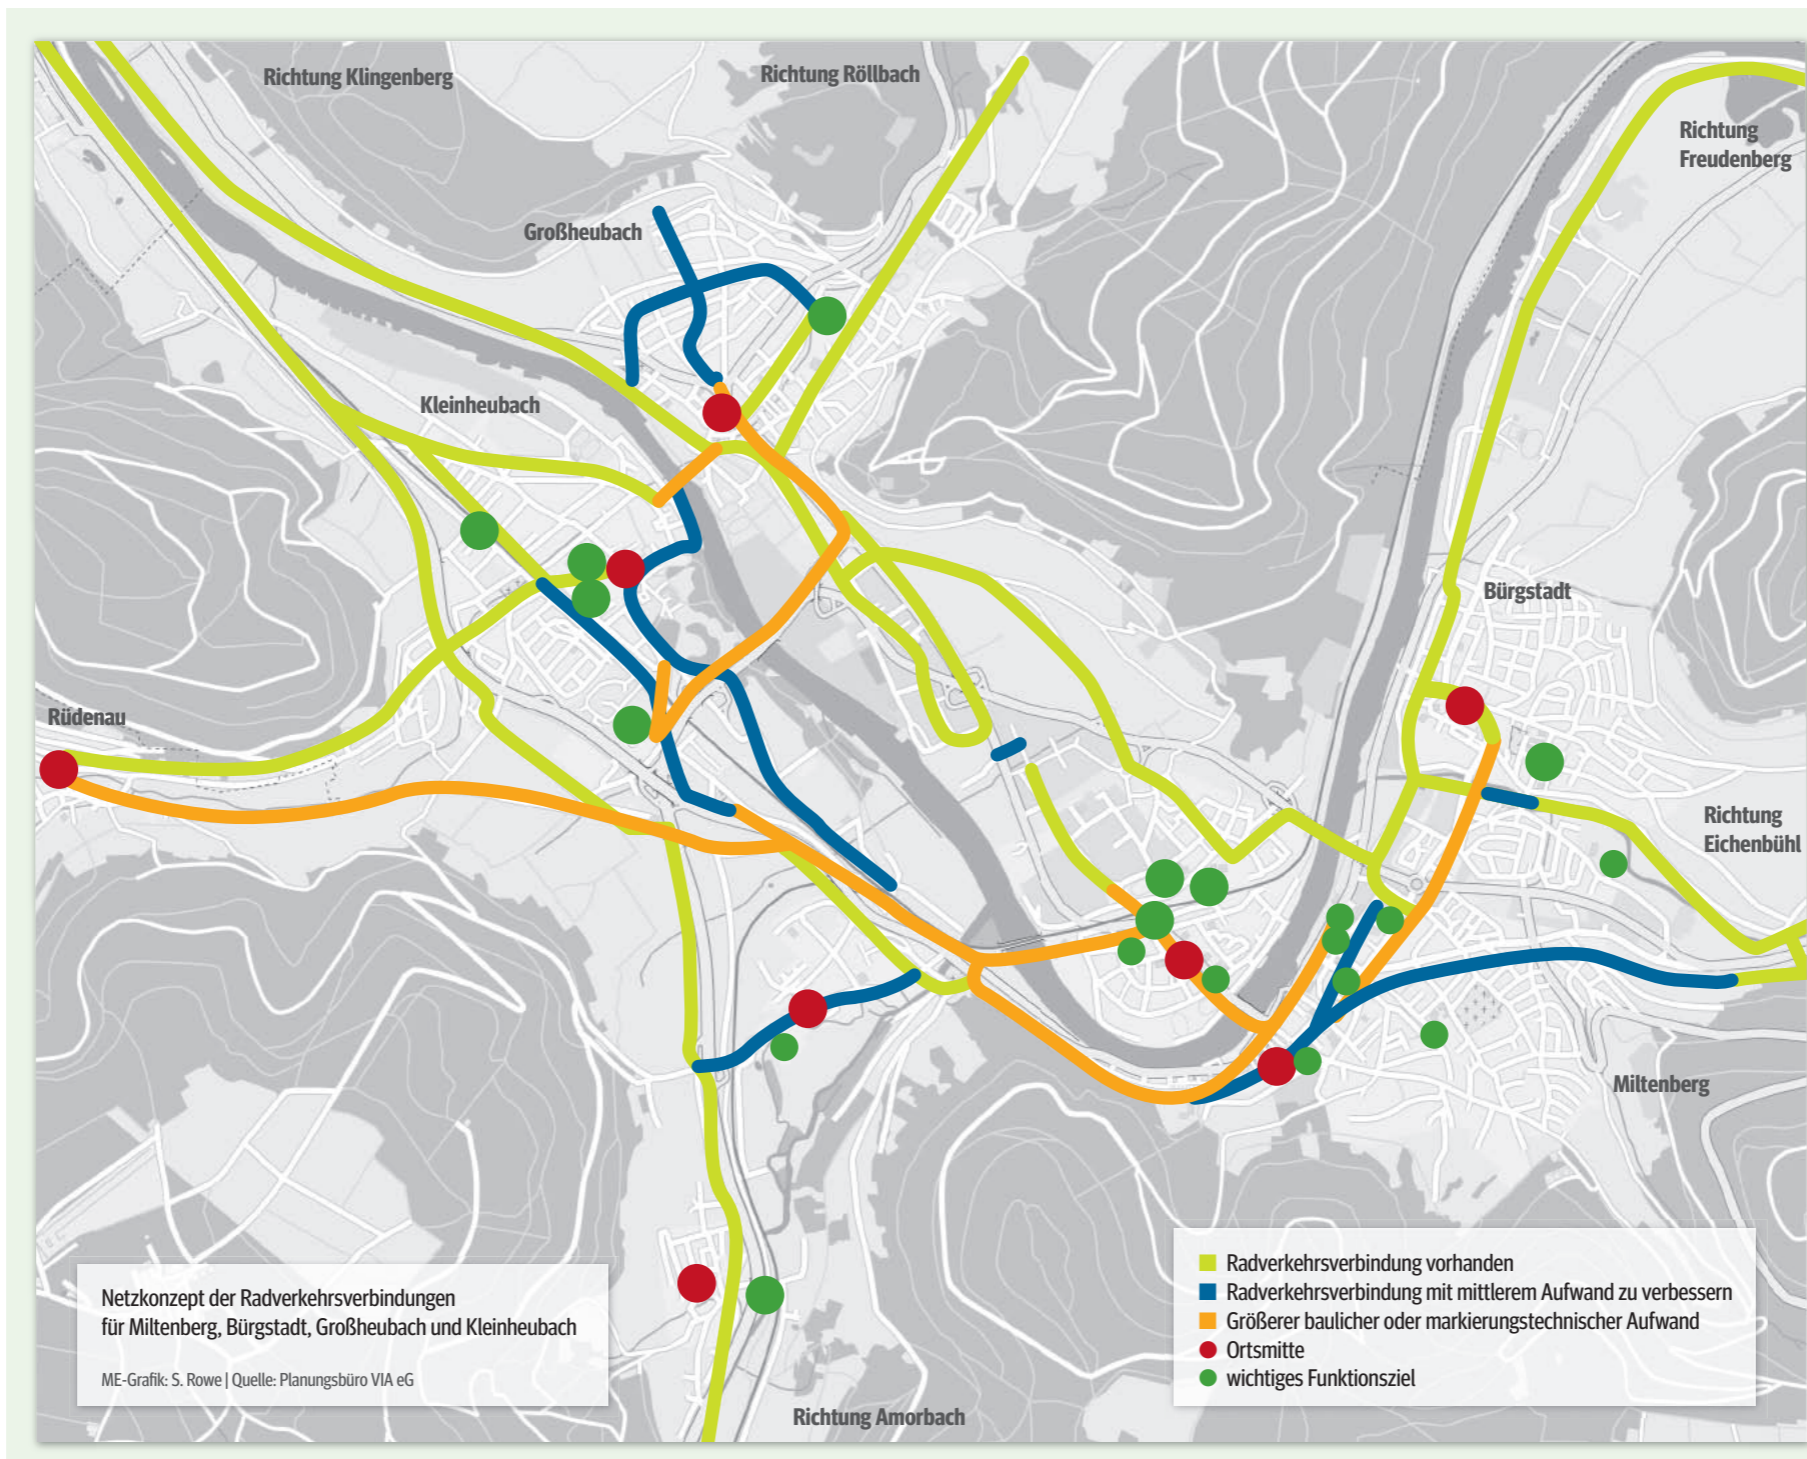 Richtung Klingenberg
Richtung Röllbach
Richtung
Freudenberg
Großheubach
Kleinheubach
Bürgstadt
Rüdenau
Richtung
Eichenbühl
Miltenberg
Netzkonzept der Radverkehrsverbindungen
für Miltenberg, Bürgstadt, Großheubach und Kleinheubach
ME-Grafik: S. Rowe | Quelle: Planungsbüro VIA eG
Radverkehrsverbindung vorhanden
Radverkehrsverbindung mit mittlerem Aufwand zu verbessern
Größerer baulicher oder markierungstechnischer Aufwand
Ortsmitte
wichtiges Funktionsziel
Richtung Amorbach